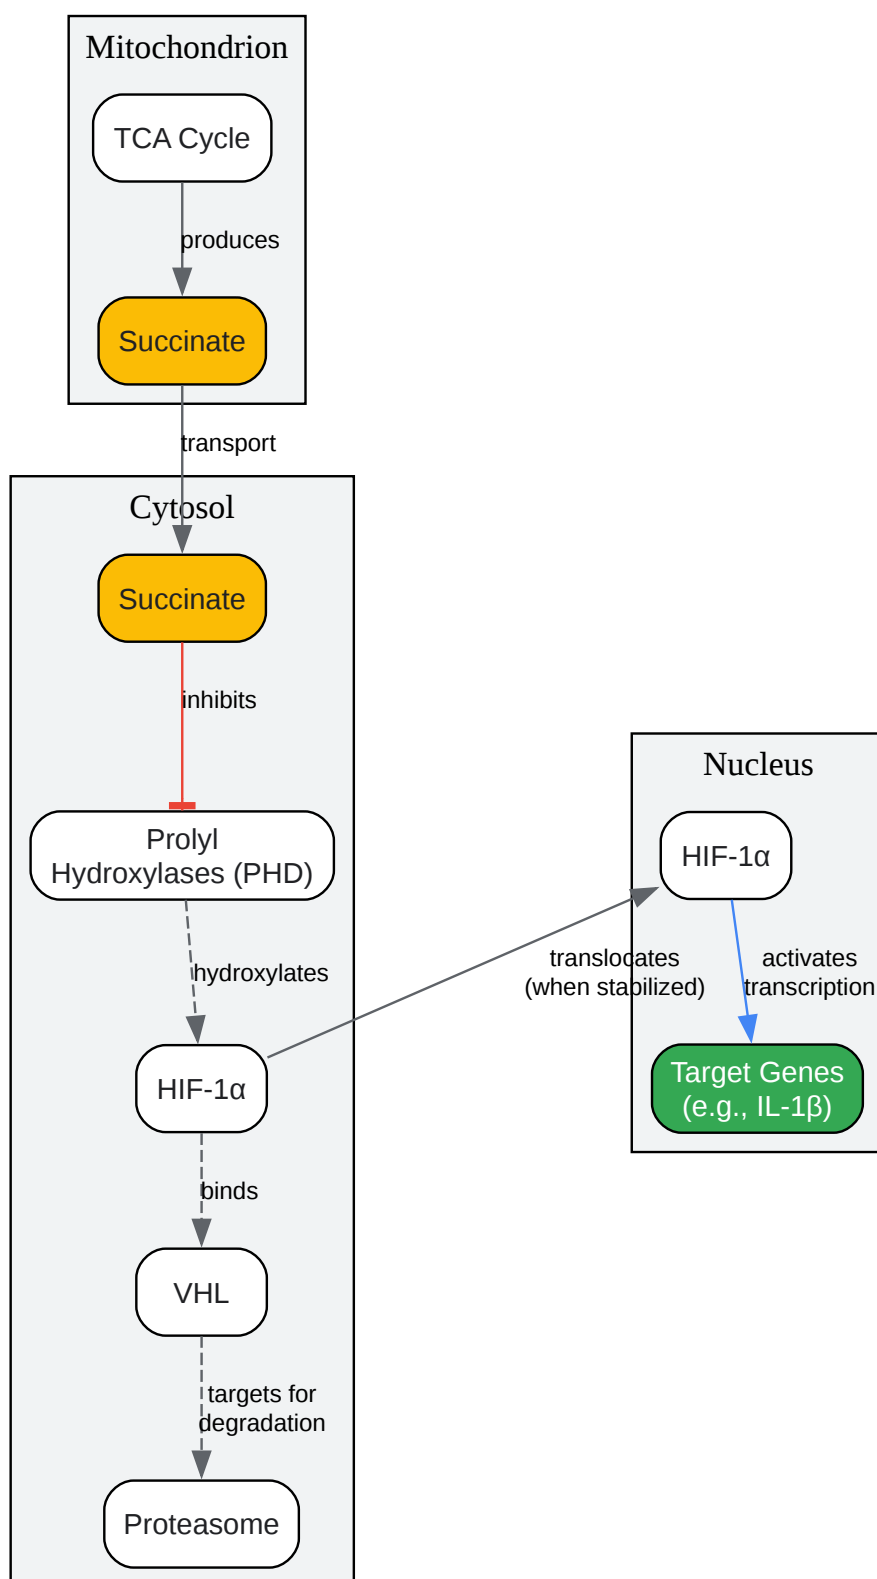 Mitochondrion
TCA Cycle
produces
Succinate
transport
Cytosol
Succinate
inhibits
Prolyl
Hydroxylases (PHD)
hydroxylates
HIF-1α
binds
VHL
targets for
degradation
Proteasome
translocates
(when stabilized)
Nucleus
HIF-1α
activates
transcription
Target Genes
(e.g., IL-1β)